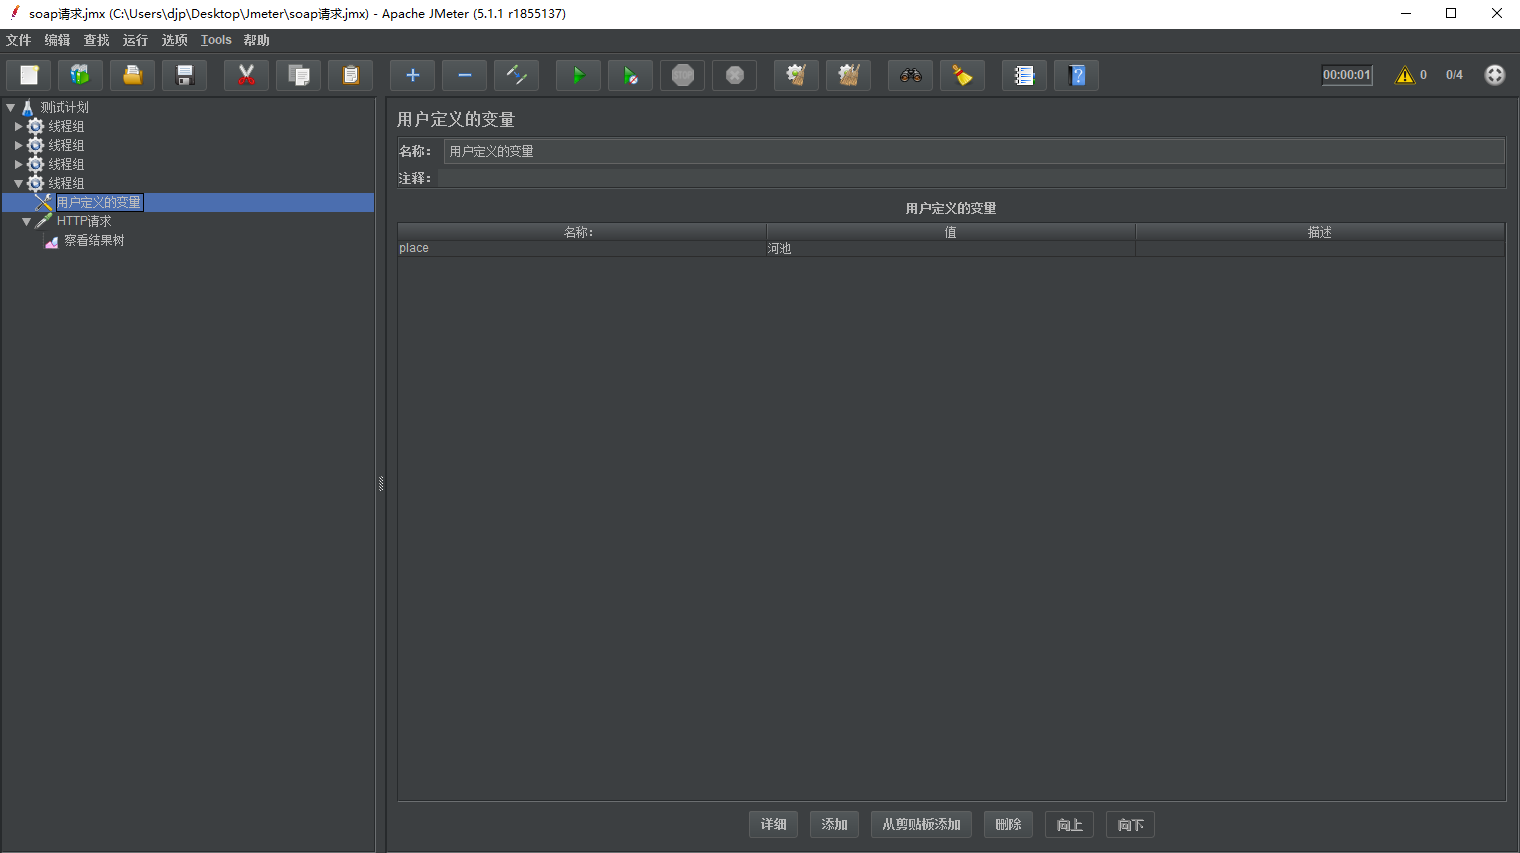 soap请求.jmx (C:\Users\djp\Desktop\Jmeter\soap请求.jmx) - Apache JMeter (5.1.1 r1855137)
文件 编辑 查找 运行 选项 Tools 帮助
STOP
00:00:01 0 0/4
测试计划
线程组
线程组
线程组
线程组
用户定义的变量
HTTP请求
察看结果树
用户定义的变量
名称： 用户定义的变量
注释：
用户定义的变量
名称: 值 描述
place 河池
详细 添加 从剪贴板添加 删除 向上 向下